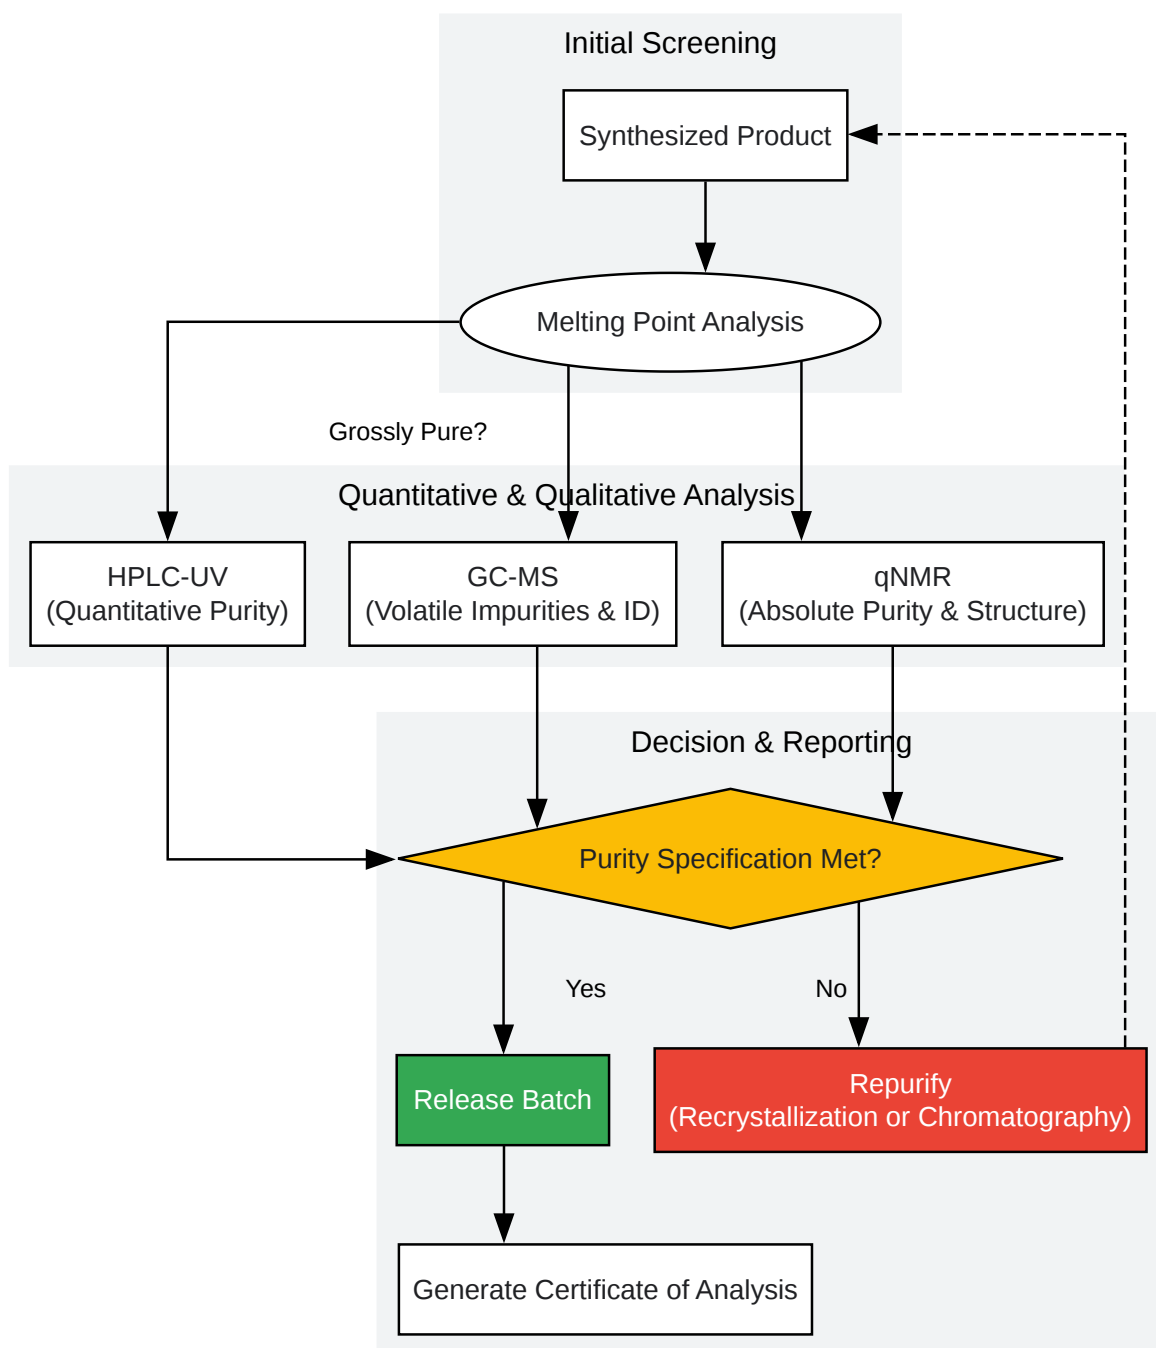 Initial Screening
Synthesized Product
Melting Point Analysis
Grossly Pure?
Quantitative & Qualitative Analysis
HPLC-UV
(Quantitative Purity)
GC-MS
(Volatile Impurities & ID)
qNMR
(Absolute Purity & Structure)
Decision & Reporting
Purity Specification Met?
Yes
No
Release Batch
Repurify
(Recrystallization or Chromatography)
Generate Certificate of Analysis